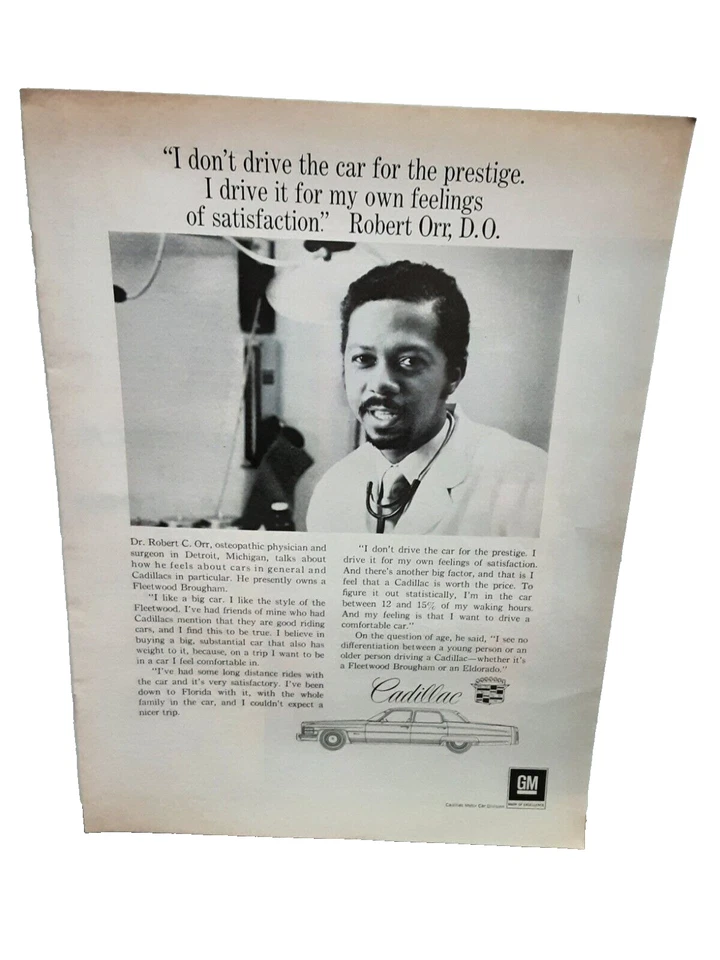 “I don’t drive the car for the prestige.
I drive it for my own feelings
of satisfaction.” Robert Orr, D.O.
Dr. Robert C. Orr, osteopathic physician and
surgeon in Detroit, Michigan, talks about
how he feels about cars in general and
Cadillacs in particular. He presently owns a
Fleetwood Brougham.
“I like a big car. I like the style of the
Fleetwood. I’ve had friends of mine who had
Cadillacs mention that they are good riding
cars, and I find this to be true. I believe in
buying a big, substantial car that also has
weight to it, because, on a trip I want to be
in a car I feel comfortable in.
“I’ve had some long distance rides with
the car and it’s very satisfactory. I’ve been
down to Florida with it, with the whole
family in the car, and I couldn’t expect a
nicer trip.
“I don’t drive the car for the prestige. I
drive it for my own feelings of satisfaction.
And there’s another big factor, and that is I
feel that a Cadillac is worth the price. To
figure it out statistically, I’m in the car
between 12 and 15% of my waking hours.
And my feeling is that I want to drive a
comfortable car.”
On the question of age, he said, “I see no
differentiation between a young person or an
older person driving a Cadillac—whether it’s
a Fleetwood Brougham or an Eldorado.”
Cadillac
GM
MARK OF EXCELLENCE
Cadillac Motor Car Division